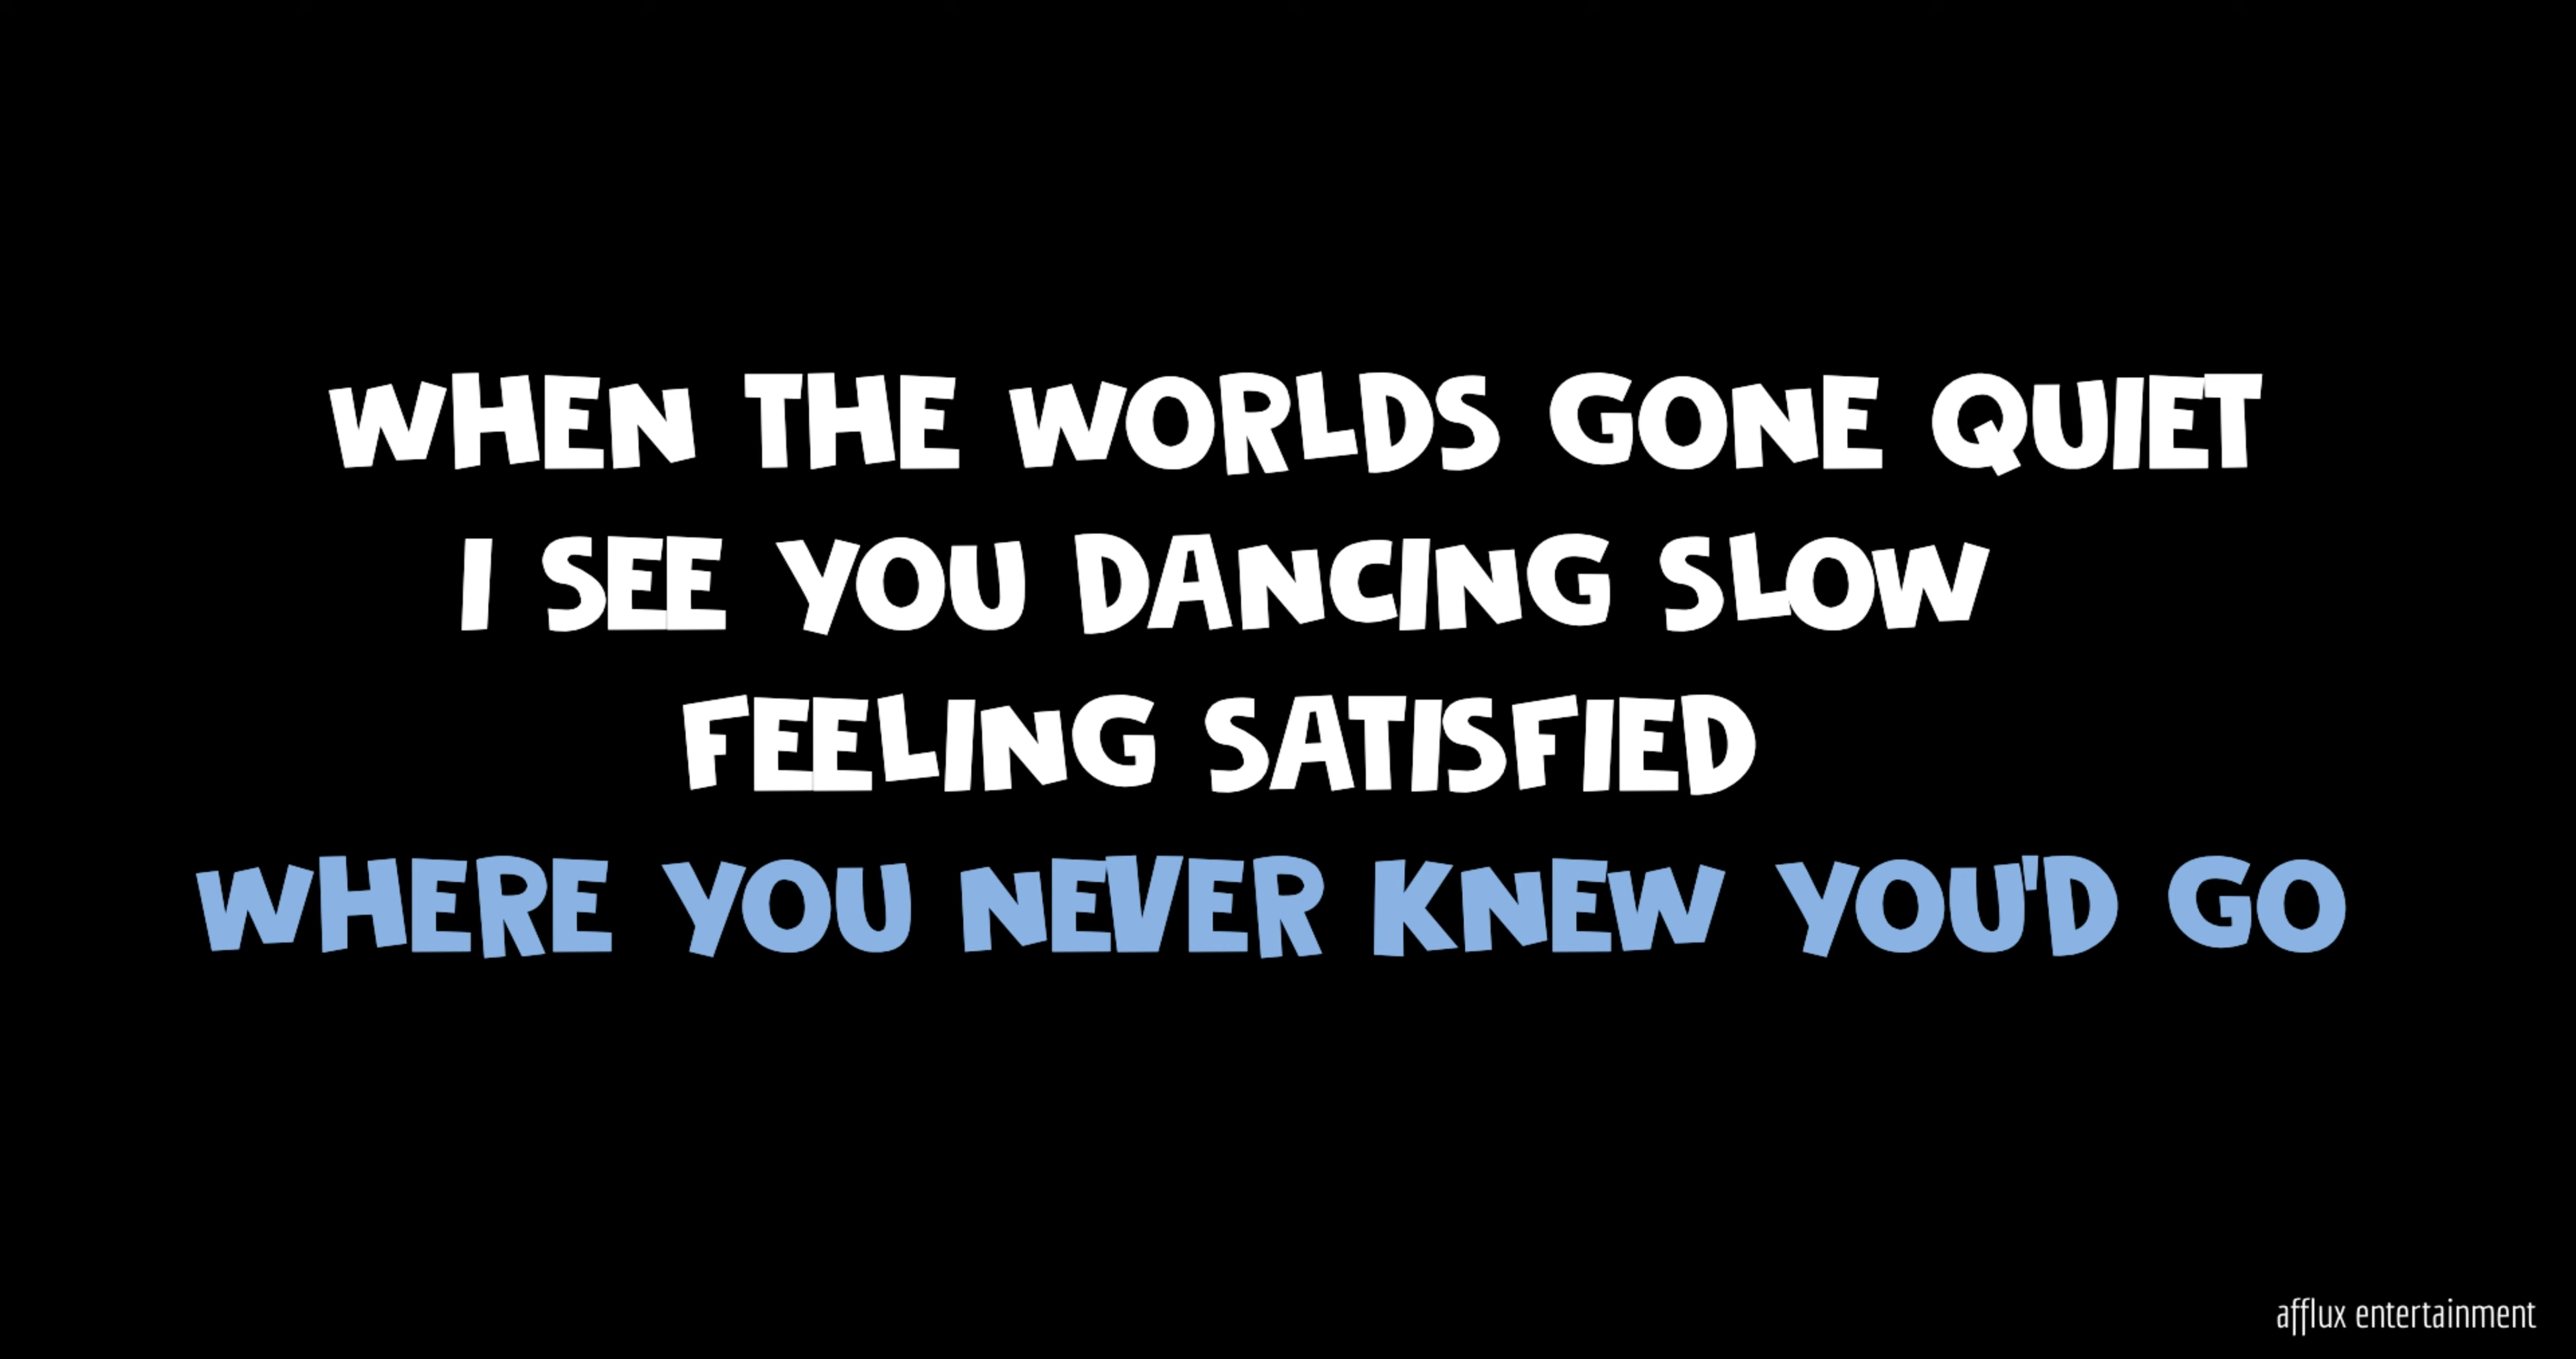 WHEN THE WORLDS GONE QUIET
I SEE YOU DANCING SLOW
FEELING SATISFIED
WHERE YOU NEVER KNEW YOU'D GO
afflux entertainment